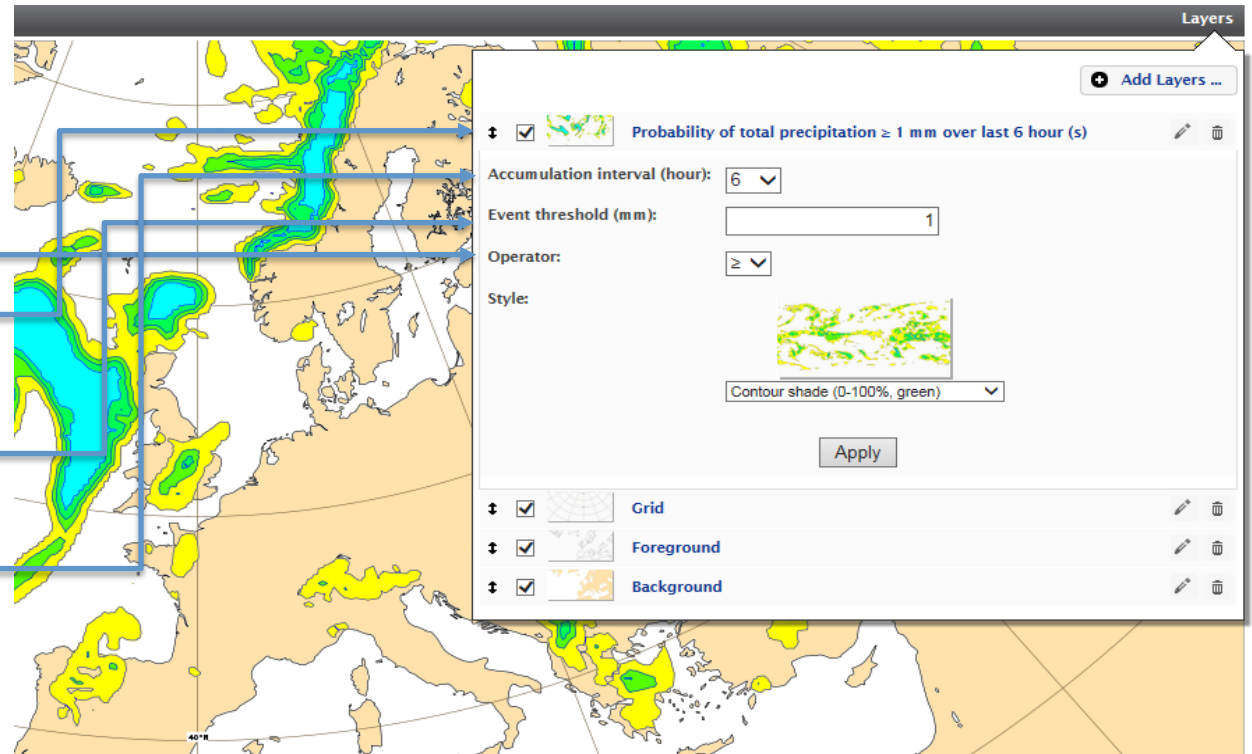 Layers
Add Layers ...
Probability of total precipitation ≥ 1 mm over last 6 hour (s)
Accumulation interval (hour): 6
Event threshold (mm): 1
Operator: ≥
Style:
Contour shade (0-100%, green)
Apply
Grid
Foreground
Background
40°N